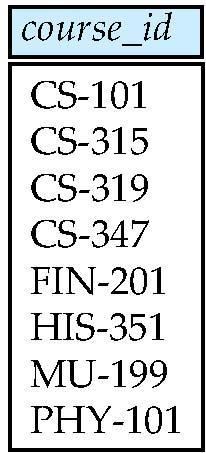 course_id
CS-101
CS-315
CS-319
CS-347
FIN-201
HIS-351
MU-199
PHY-101